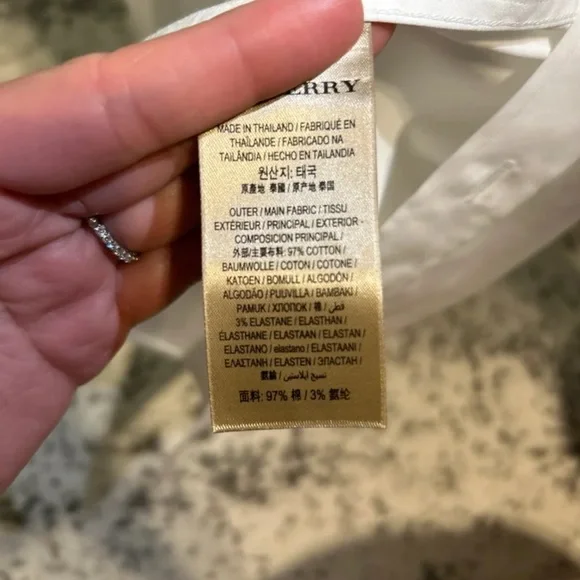 ERRY
MADE IN THAILAND / FABRIQUÉ EN
THAÏLANDE / FABRICADO NA
TAILÂNDIA / HECHO EN TAILANDIA
원산지: 태국
原產地 泰國 / 原产地 泰国
OUTER / MAIN FABRIC / TISSU
EXTÉRIEUR / PRINCIPAL / EXTERIOR -
COMPOSICIÓN PRINCIPAL /
外部/主要布料: 97% COTTON /
BAUMWOLLE / COTON / COTONE /
KATOEN / BOMULL / ALGODÓN /
ALGODÃO / PUUVILLA / BAMBAKI /
PAMUK / ХЛОПОК / 棉 / قطن /
3% ELASTANE / ELASTHAN /
ÉLASTHANE / ELASTAAN / ELASTAN /
ELASTANO / elastano / ELASTAANI /
ΕΛΑΣΤΑΝΗ / ELASTEN / ЭЛАСТАН /
氨綸 / نسيج ايلاستين /
面料: 97% 棉 / 3% 氨纶